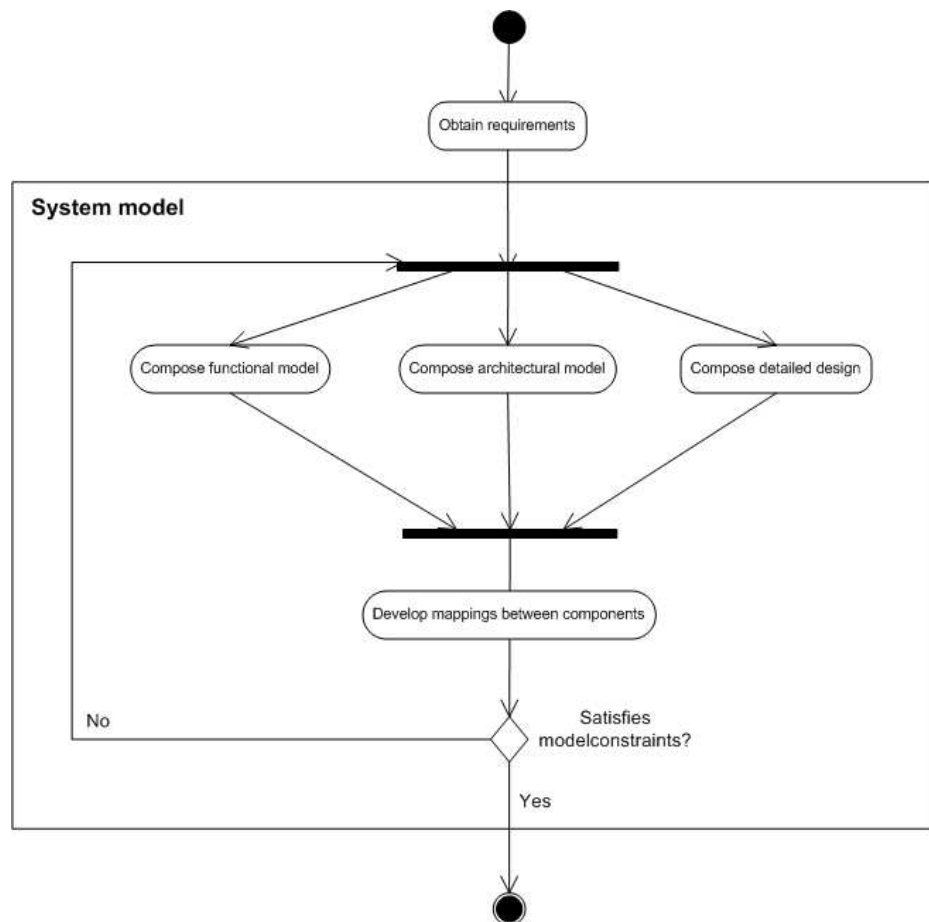 Obtain requirements
System model
Compose functional model
Compose architectural model
Compose detailed design
Develop mappings between components
Satisfies
modelconstraints?
No
Yes